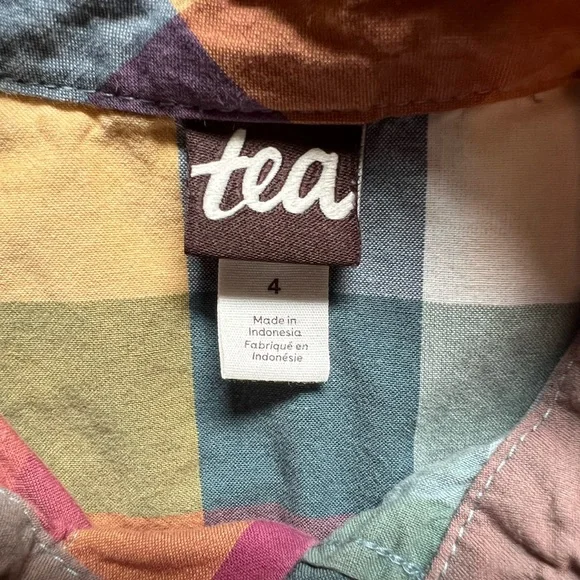 tea
4
Made in
Indonesia
Fabriqué en
Indonésie